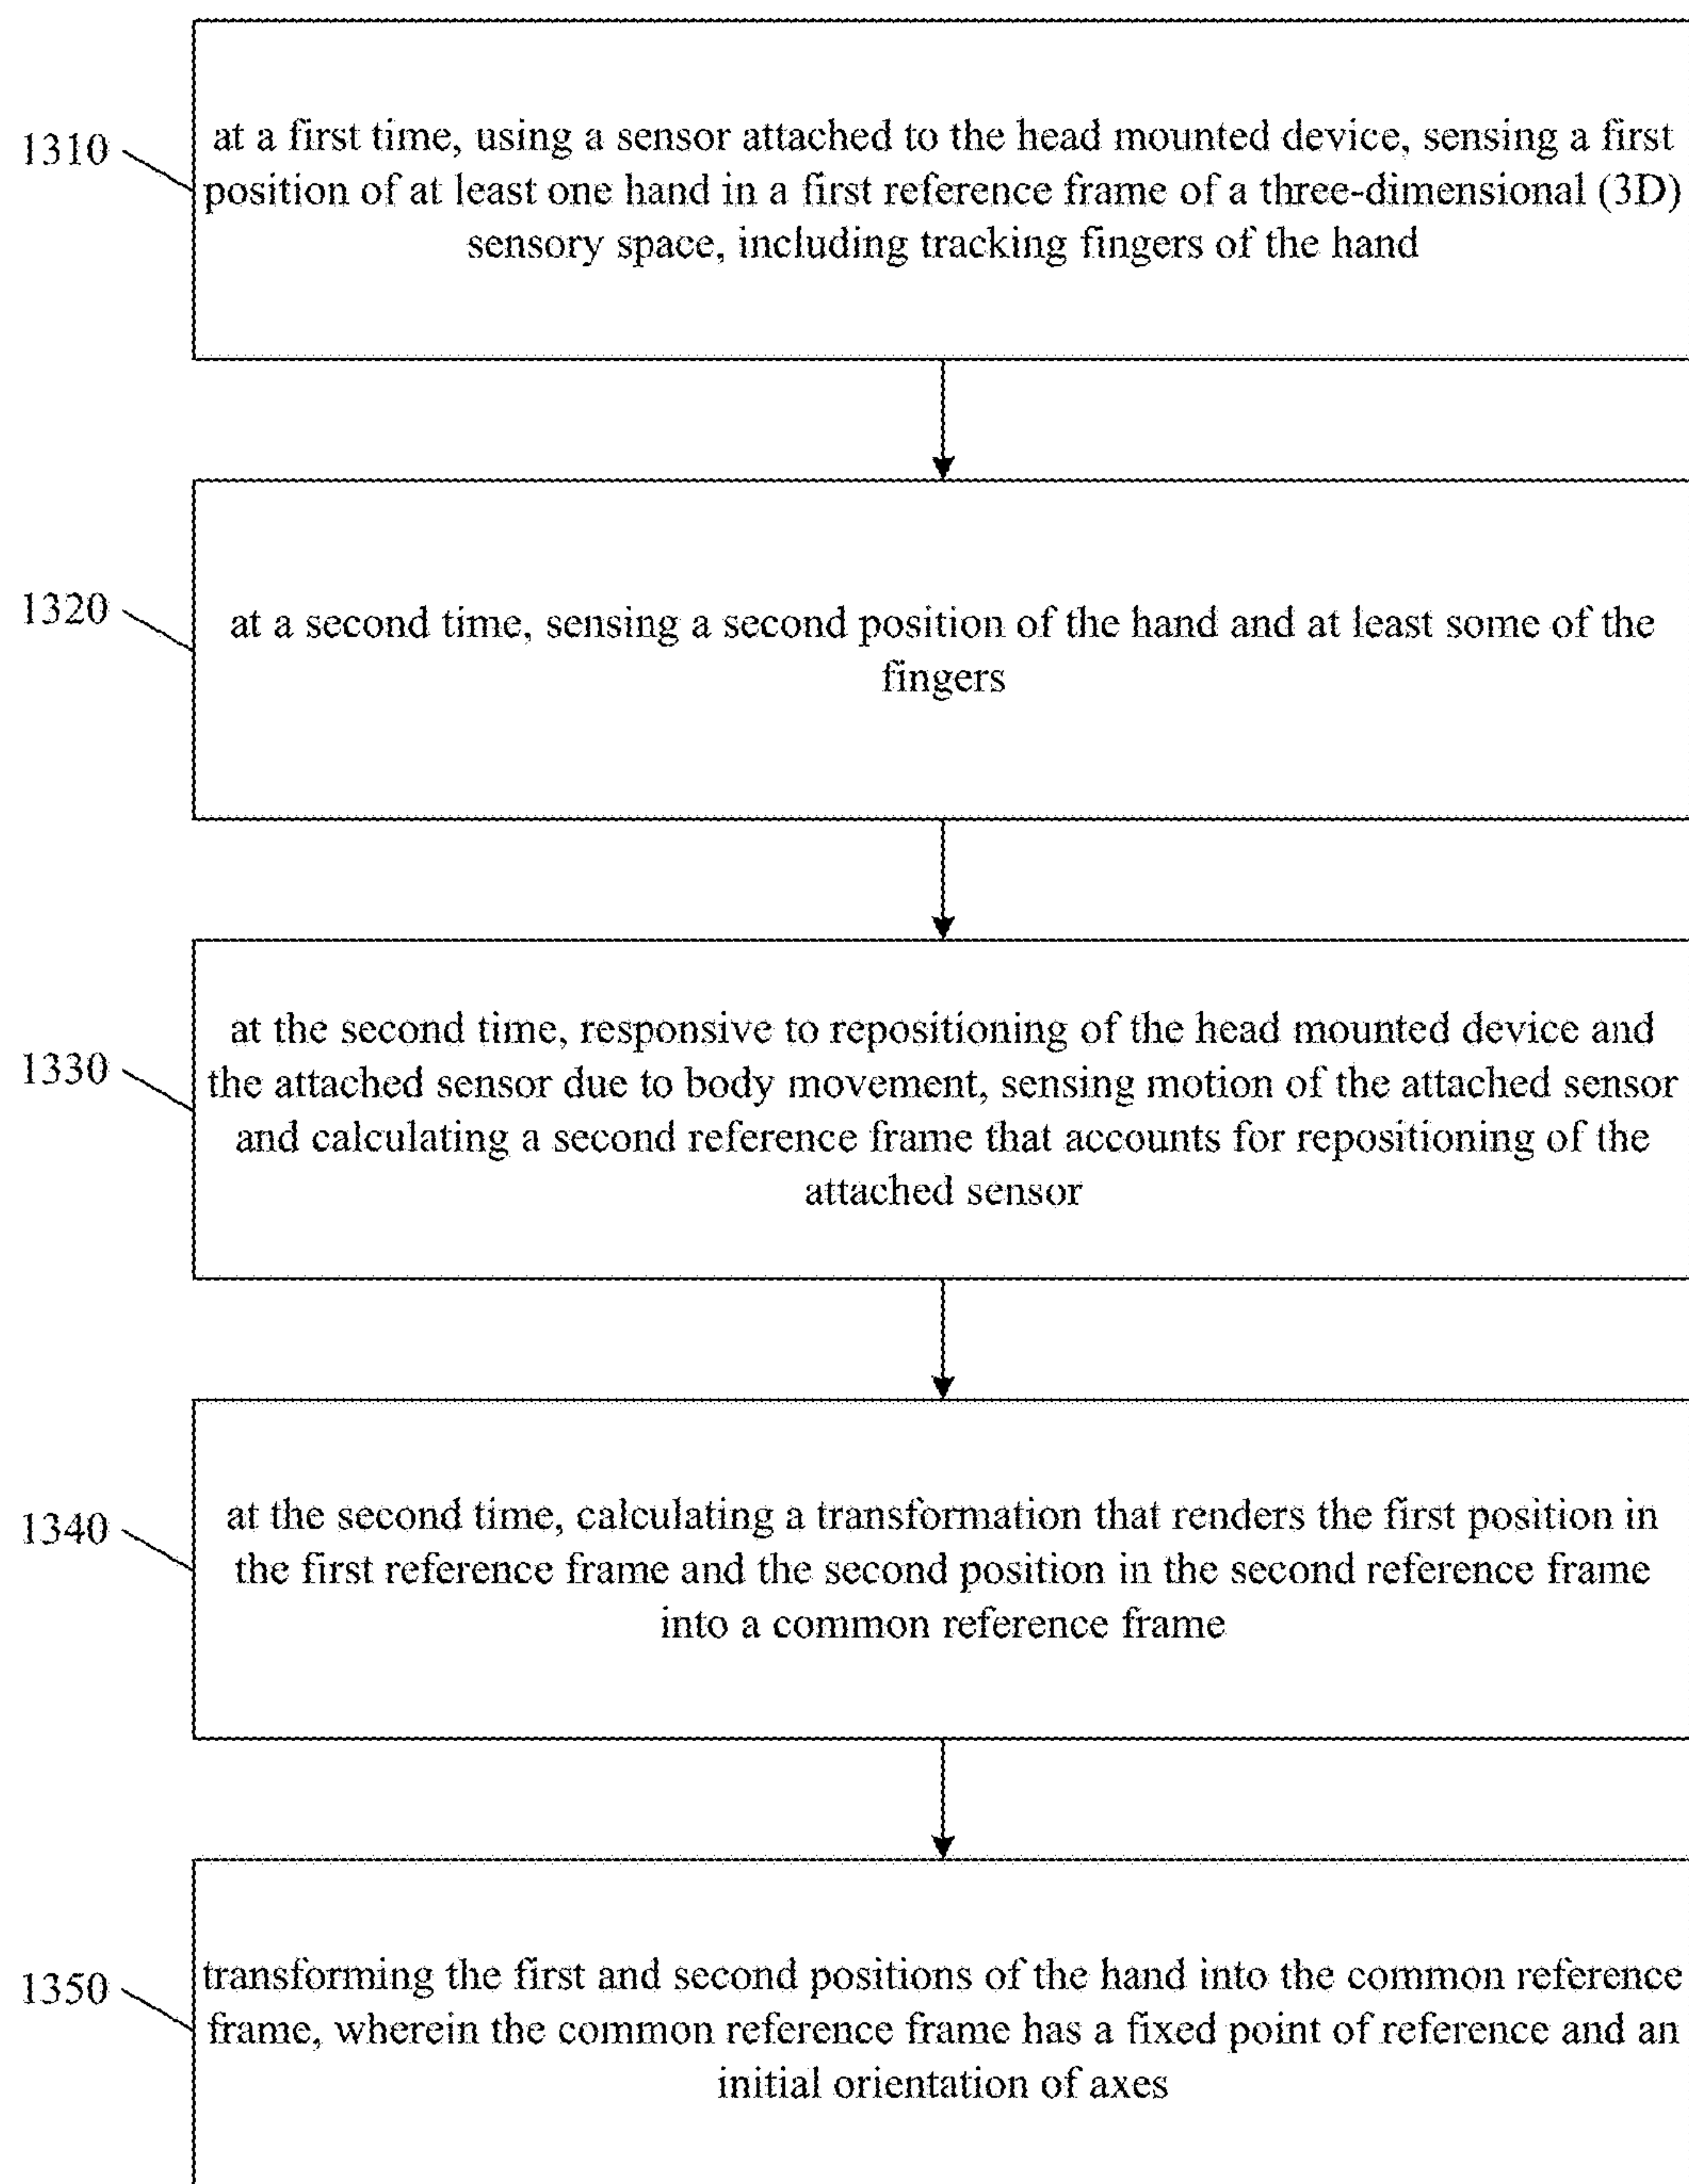 1310
at a first time, using a sensor attached to the head mounted device, sensing a first
position of at least one hand in a first reference frame of a three-dimensional (3D)
sensory space, including tracking fingers of the hand
1320
at a second time, sensing a second position of the hand and at least some of the
fingers
1330
at the second time, responsive to repositioning of the head mounted device and
the attached sensor due to body movement, sensing motion of the attached sensor
and calculating a second reference frame that accounts for repositioning of the
attached sensor
1340
at the second time, calculating a transformation that renders the first position in
the first reference frame and the second position in the second reference frame
into a common reference frame
1350
transforming the first and second positions of the hand into the common reference
frame, wherein the common reference frame has a fixed point of reference and an
initial orientation of axes